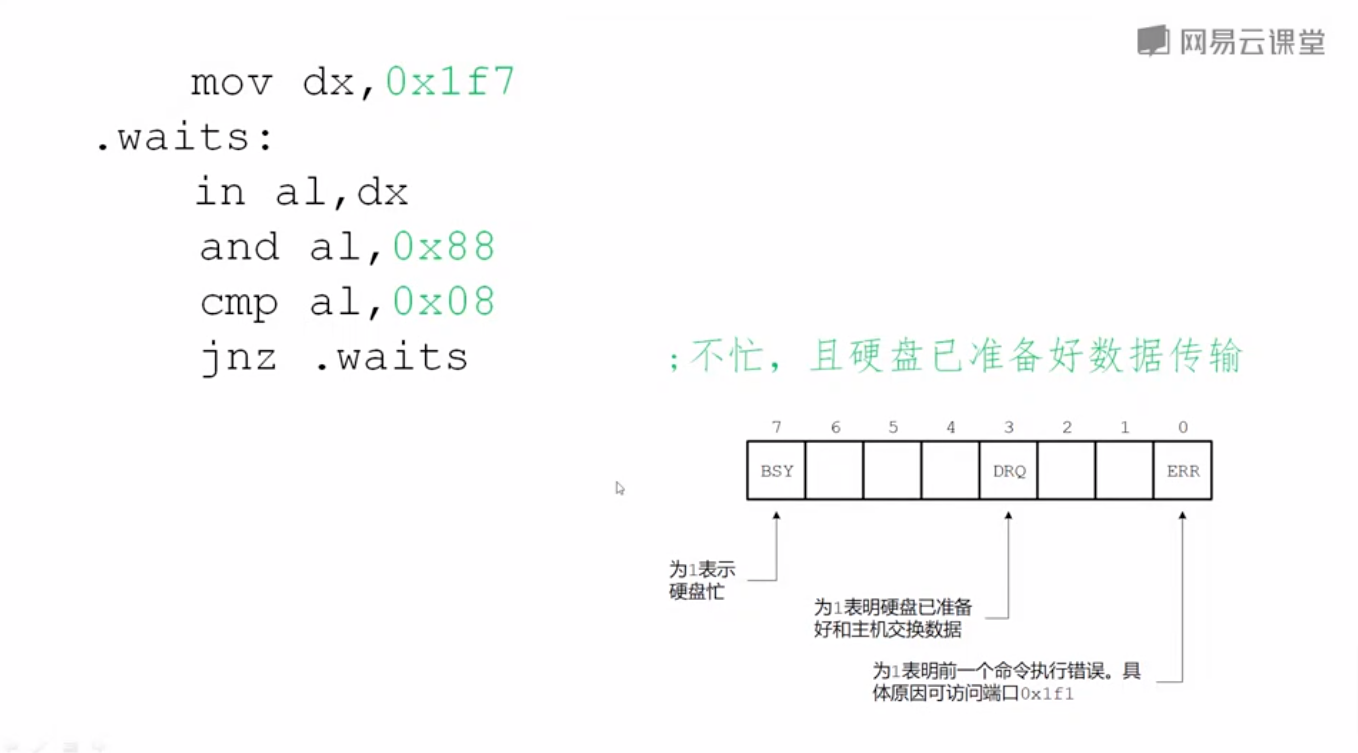 网易云课堂
mov dx,0x1f7
.waits:
in al,dx
and al,0x88
cmp al,0x08
jnz .waits
;不忙，且硬盘已准备好数据传输
7 6 5 4 3 2 1 0
BSY DRQ ERR
为1表示
硬盘忙
为1表明硬盘已准备
好和主机交换数据
为1表明前一个命令执行错误。具
体原因可访问端口0x1f1